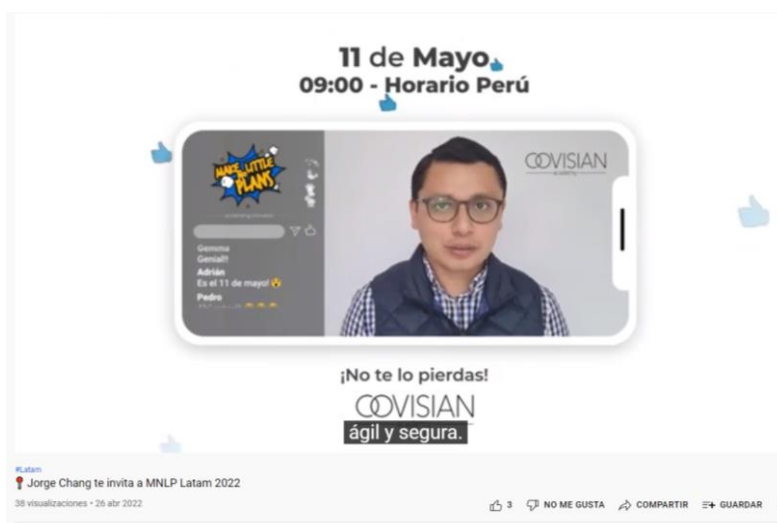 11 de Mayo
09:00 - Horario Perú
MAKE
LITTLE
PLANS
COVISIAN
academy
Gemma
Genial!!
Adrián
Es el 11 de mayo! 😯
Pedro
¡No te lo pierdas!
COVISIAN
ágil y segura.
#Latam
📍 Jorge Chang te invita a MNLP Latam 2022
38 visualizaciones • 26 abr 2022
3 NO ME GUSTA COMPARTIR GUARDAR